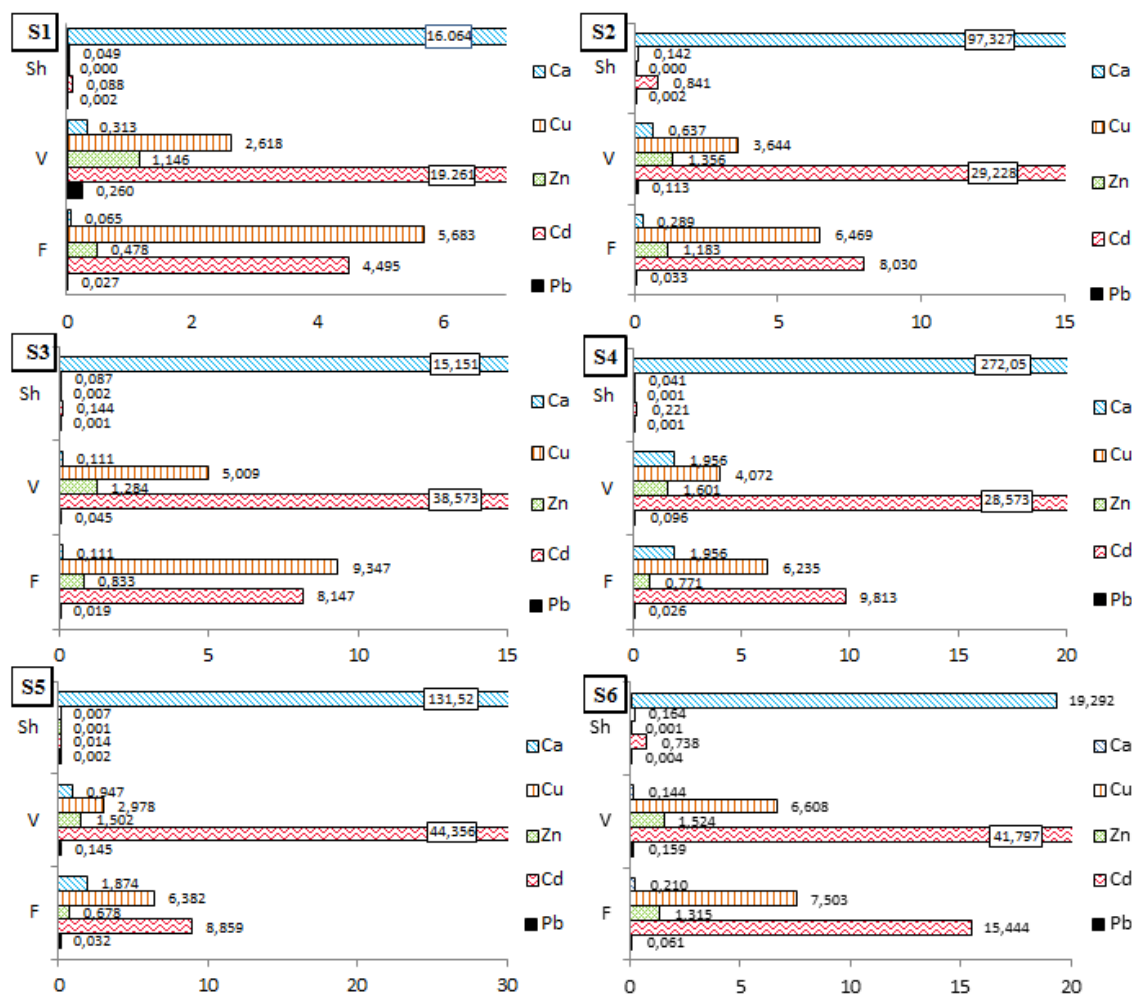 S1
16.064
0,049
Sh
0,000
0,088
0,002
0,313
2,618
V
1,146
19.261
0,260
0,065
5,683
F
0,478
4,495
0,027
0 2 4 6
Ca
Cu
Zn
Cd
Pb
S2
97,327
0,142
Sh
0,000
0,841
0,002
0,637
3,644
V
1,356
29,228
0,113
0,289
6,469
F
1,183
8,030
0,033
0 5 10 15
Ca
Cu
Zn
Cd
Pb
S3
15,151
0,087
Sh
0,002
0,144
0,001
0,111
5,009
V
1,284
38,573
0,045
0,111
9,347
F
0,833
8,147
0,019
0 5 10 15
Ca
Cu
Zn
Cd
Pb
S4
272,05
0,041
Sh
0,001
0,221
0,001
1,956
4,072
V
1,601
28,573
0,096
1,956
6,235
F
0,771
9,813
0,026
0 5 10 15 20
Ca
Cu
Zn
Cd
Pb
S5
131,52
0,007
Sh
0,001
0,014
0,002
0,947
2,978
V
1,502
44,356
0,145
1,874
6,382
F
0,678
8,859
0,032
0 10 20 30
Ca
Cu
Zn
Cd
Pb
S6
19,292
0,164
Sh
0,001
0,738
0,004
0,144
6,608
V
1,524
41,797
0,159
0,210
7,503
F
1,315
15,444
0,061
0 5 10 15 20
Ca
Cu
Zn
Cd
Pb